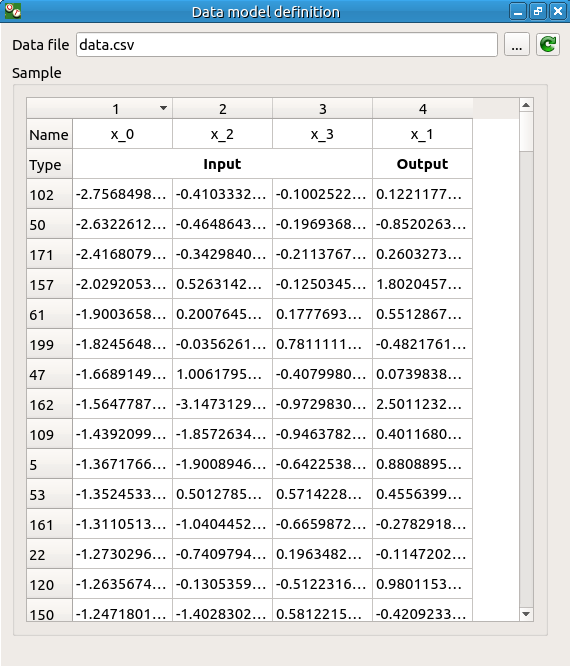 Data model definition
Data file data.csv ...
Sample
1 2 3 4
Name x_0 x_2 x_3 x_1
Type Input Output
102 -2.7568498... -0.4103332... -0.1002522... 0.1221177...
50 -2.6322612... -0.4648643... -0.1969368... -0.8520263...
171 -2.4168079... -0.3429840... -0.2113767... 0.2603273...
157 -2.0292053... 0.5263142... -0.1250345... 1.8020457...
61 -1.9003658... 0.2007645... 0.1777693... 0.5512867...
199 -1.8245648... -0.0356261... 0.7811111... -0.4821761...
47 -1.6689149... 1.0061795... -0.4079980... 0.0739838...
162 -1.5647787... -3.1473129... -0.9729830... 2.5011232...
109 -1.4392099... -1.8572634... -0.9463782... 0.4011680...
5 -1.3671766... -1.9008946... -0.6422538... 0.8808895...
53 -1.3524533... 0.5012785... 0.5714228... 0.4556399...
161 -1.3110513... -1.0404452... -0.6659872... -0.2782918...
22 -1.2730296... -0.7409794... 0.1963482... -0.1147202...
120 -1.2635674... -0.1305359... -0.5122316... 0.9801153...
150 -1.2471801... -1.4028302... 0.5812215... -0.4209233...